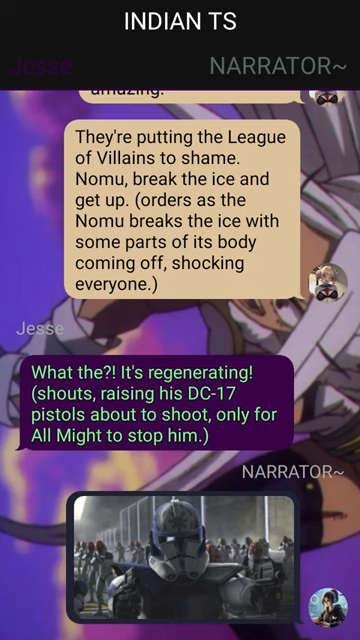 INDIAN TS
Jesse
NARRATOR~
amazing.
They're putting the League
of Villains to shame.
Nomu, break the ice and
get up. (orders as the
Nomu breaks the ice with
some parts of its body
coming off, shocking
everyone.)
Jesse
What the?! It's regenerating!
(shouts, raising his DC-17
pistols about to shoot, only for
All Might to stop him.)
NARRATOR~